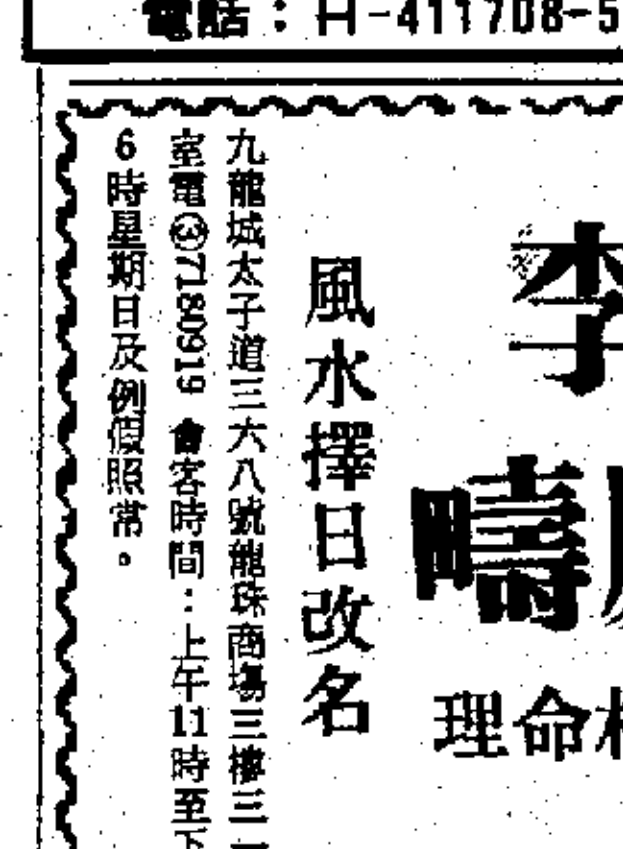 電話：H-411708-5
李
疇
理命相
風水擇日改名
九龍城太子道三六八號龍珠商場三樓三一
室電③7180919 會客時間：上午11時至下
6時星期日及例假照常。